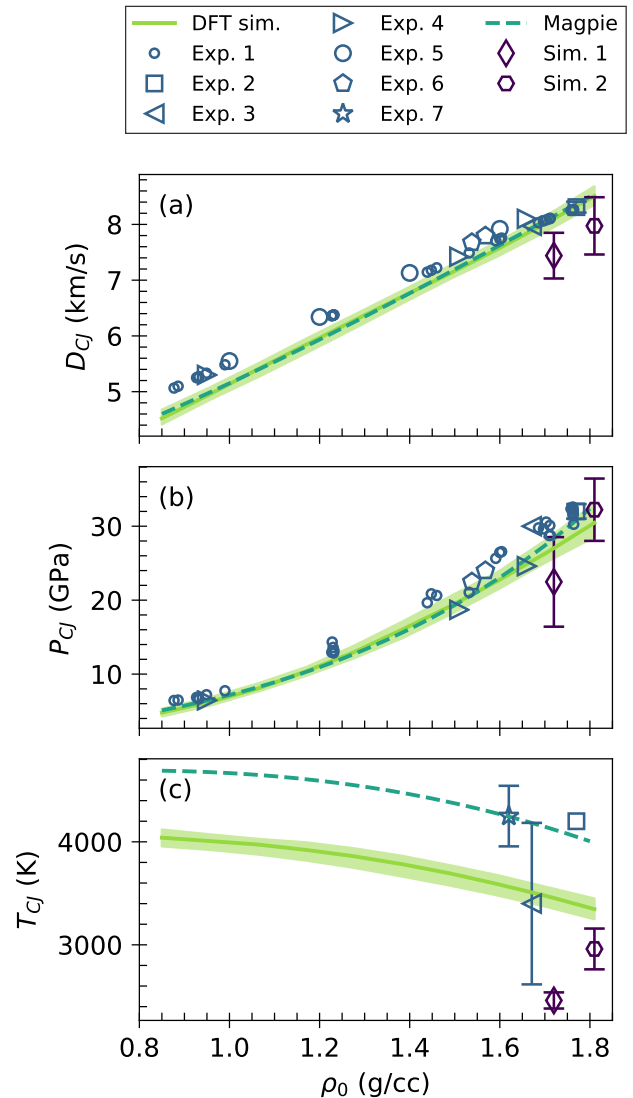 DFT sim. Exp. 4 Magpie
Exp. 1 Exp. 5 Sim. 1
Exp. 2 Exp. 6 Sim. 2
Exp. 3 Exp. 7
(a)
8
7
6
5
D_CJ (km/s)
(b)
30
20
10
P_CJ (GPa)
(c)
4000
3000
T_CJ (K)
0.8 1.0 1.2 1.4 1.6 1.8
ρ₀ (g/cc)